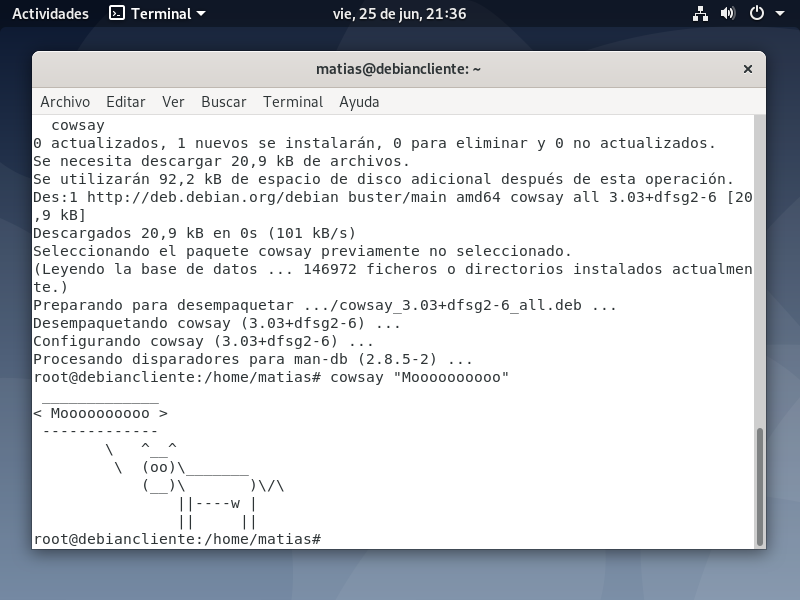 Actividades Terminal vie, 25 de jun, 21:36
matias@debiancliente: ~ ×
Archivo Editar Ver Buscar Terminal Ayuda
  cowsay
0 actualizados, 1 nuevos se instalarán, 0 para eliminar y 0 no actualizados.
Se necesita descargar 20,9 kB de archivos.
Se utilizarán 92,2 kB de espacio de disco adicional después de esta operación.
Des:1 http://deb.debian.org/debian buster/main amd64 cowsay all 3.03+dfsg2-6 [20
,9 kB]
Descargados 20,9 kB en 0s (101 kB/s)
Seleccionando el paquete cowsay previamente no seleccionado.
(Leyendo la base de datos ... 146972 ficheros o directorios instalados actualmen
te.)
Preparando para desempaquetar .../cowsay_3.03+dfsg2-6_all.deb ...
Desempaquetando cowsay (3.03+dfsg2-6) ...
Configurando cowsay (3.03+dfsg2-6) ...
Procesando disparadores para man-db (2.8.5-2) ...
root@debiancliente:/home/matias# cowsay "Moooooooooo"
 _____________
< Moooooooooo >
 -------------
        \   ^__^
         \  (oo)\_______
            (__)\       )\/\
                ||----w |
                ||     ||
root@debiancliente:/home/matias#